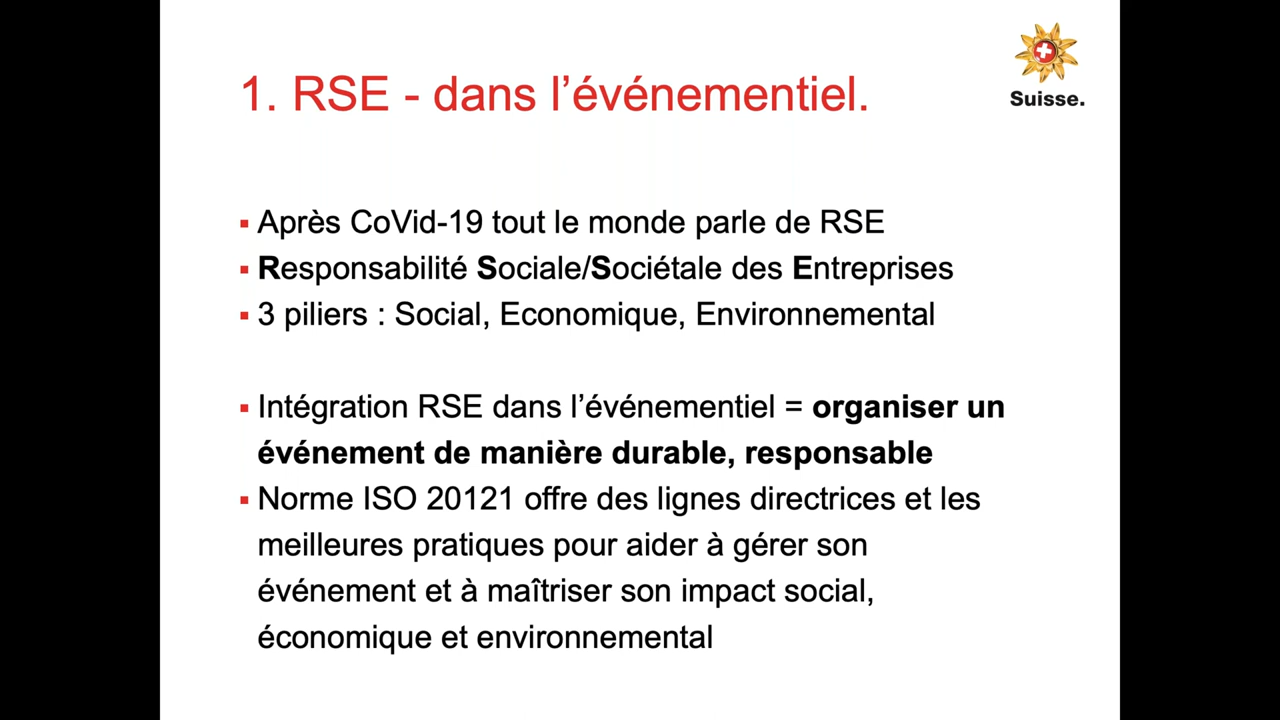 1. RSE - dans l’événementiel.
Suisse.
▪ Après CoVid-19 tout le monde parle de RSE
▪ Responsabilité Sociale/Sociétale des Entreprises
▪ 3 piliers : Social, Economique, Environnemental
▪ Intégration RSE dans l’événementiel = organiser un
événement de manière durable, responsable
▪ Norme ISO 20121 offre des lignes directrices et les
meilleures pratiques pour aider à gérer son
événement et à maîtriser son impact social,
économique et environnemental